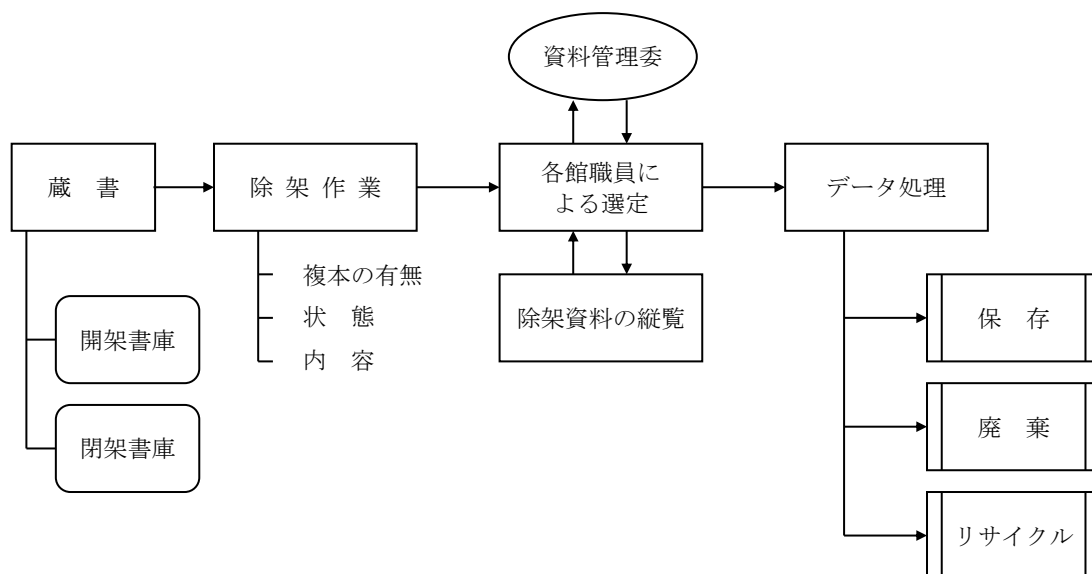 資料管理委
蔵　書
除 架 作 業
各館職員に
よる選定
データ処理
複本の有無
状　態
内　容
開架書庫
閉架書庫
除架資料の縦覧
保　存
廃　棄
リサイクル